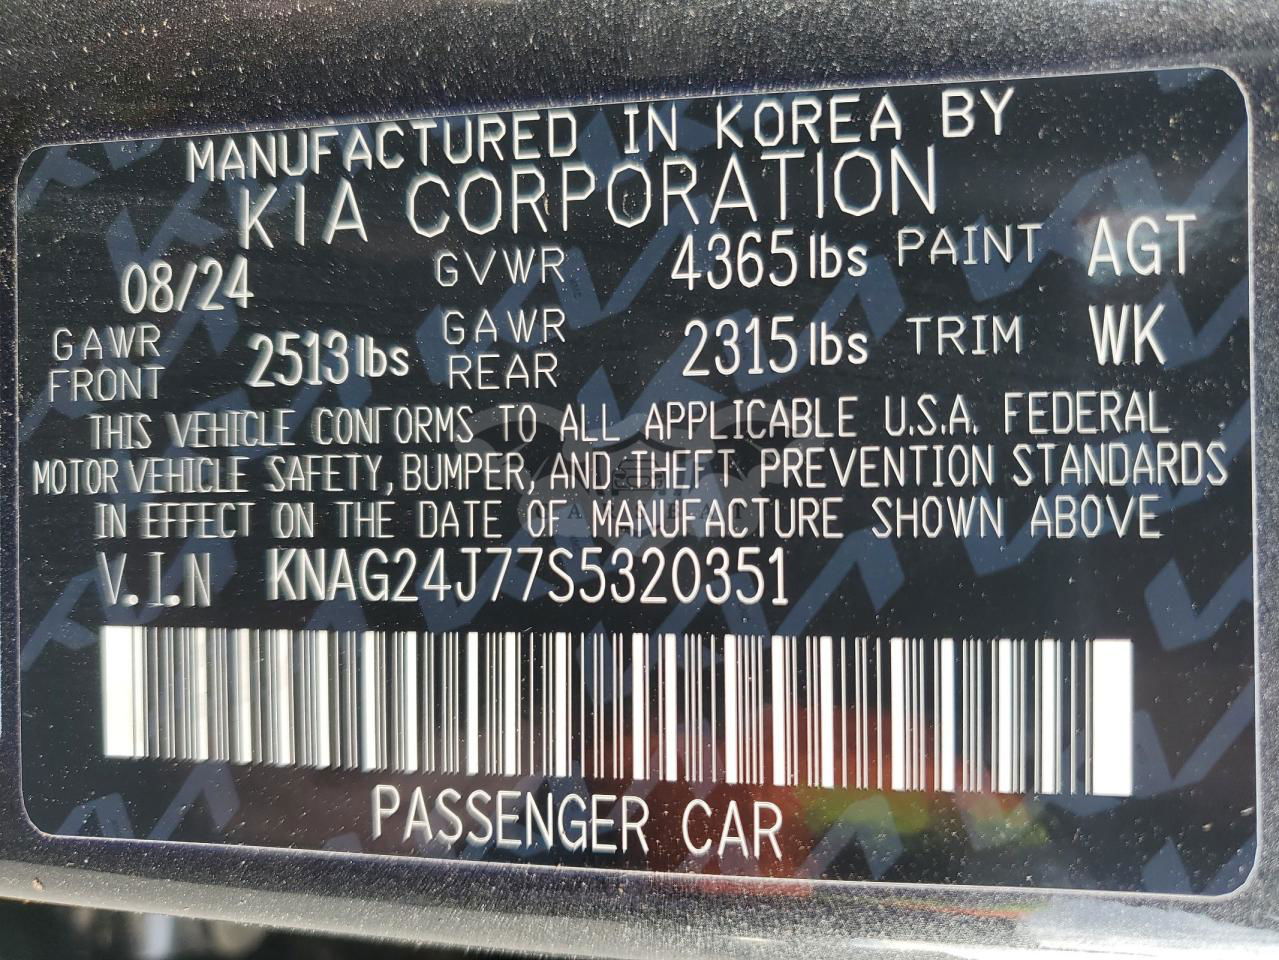 MANUFACTURED IN KOREA BY
KIA CORPORATION
08/24 GVWR 4365 lbs PAINT AGT
GAWR FRONT 2513 lbs GAWR REAR 2315 lbs TRIM WK
THIS VEHICLE CONFORMS TO ALL APPLICABLE U.S.A. FEDERAL
MOTOR VEHICLE SAFETY, BUMPER, AND THEFT PREVENTION STANDARDS
IN EFFECT ON THE DATE OF MANUFACTURE SHOWN ABOVE
V.I.N KNAG24J77S5320351
PASSENGER CAR